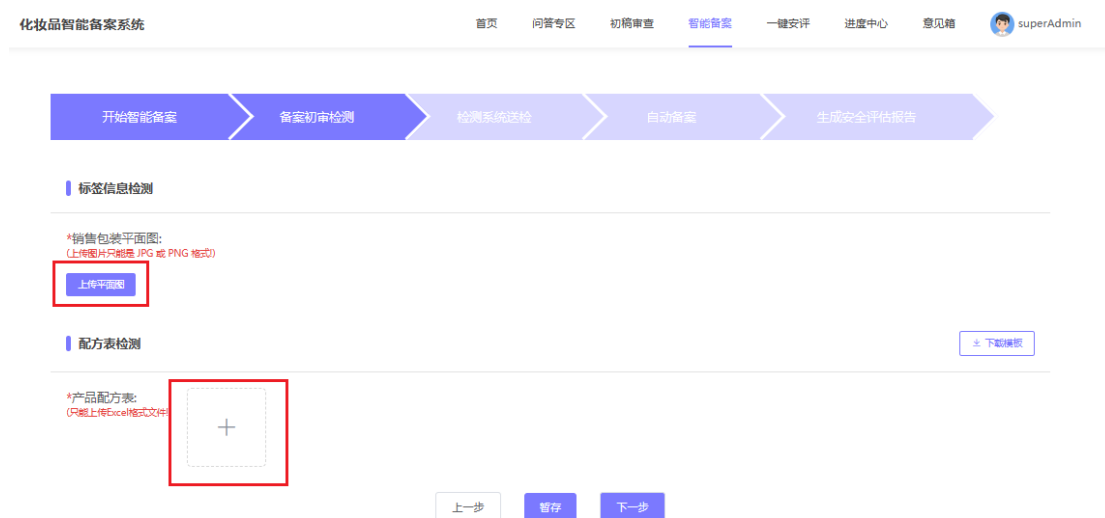 化妆品智能备案系统 首页 问答专区 初稿审查 智能备案 一键安评 进度中心 意见箱 superAdmin
开始智能备案 备案初审检测 检测系统送检 自动备案 生成安全评估报告
标签信息检测
*销售包装平面图:
(上传图片只能是 JPG 或 PNG 格式!)
上传平面图
配方表检测 下载模板
*产品配方表:
(只能上传Excel格式文件!
上一步 暂存 下一步